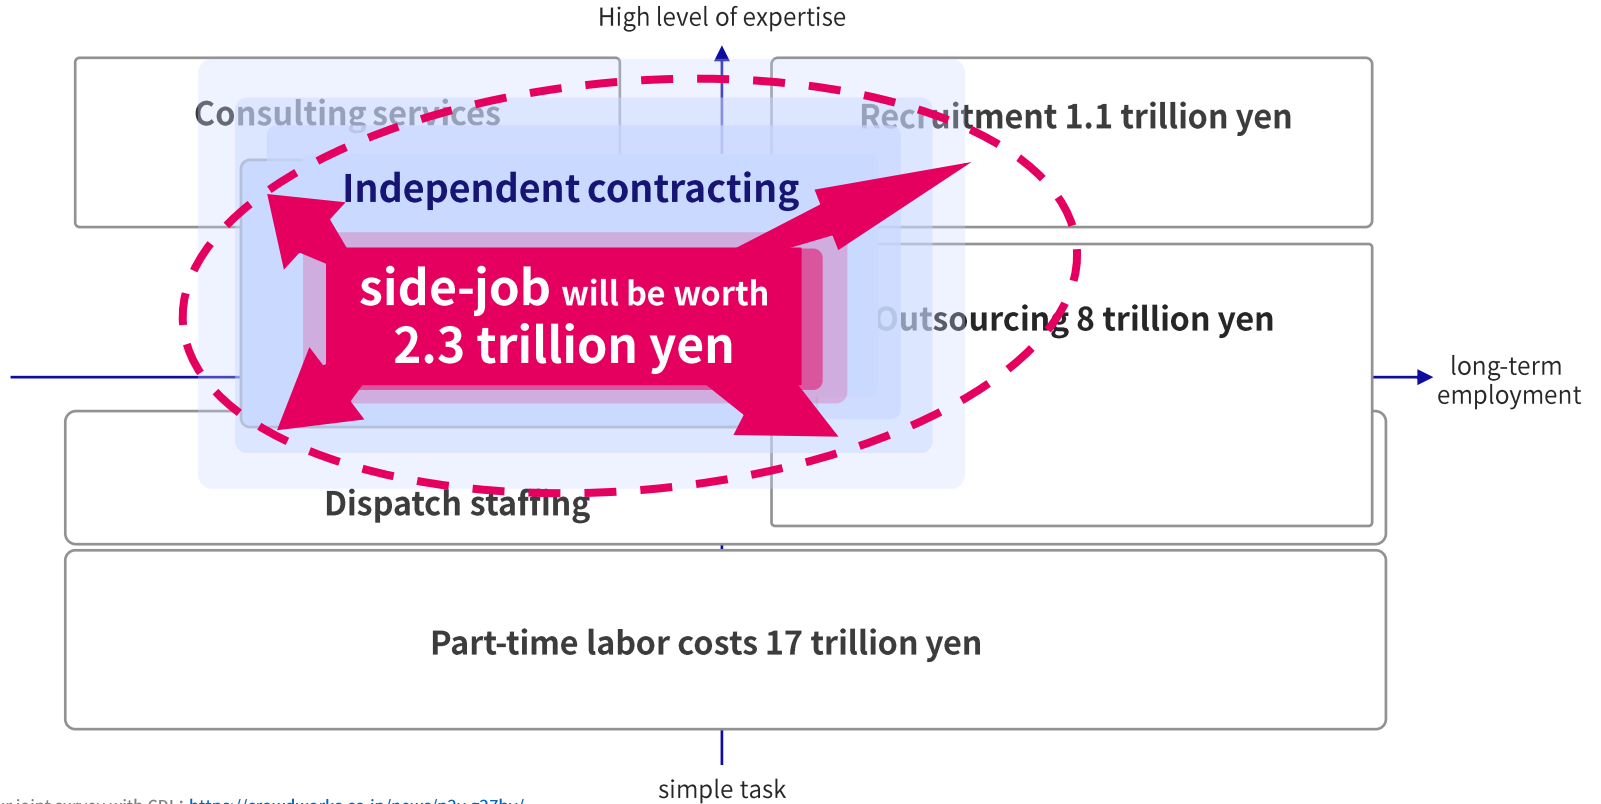 High level of expertise
Consulting services
Recruitment 1.1 trillion yen
Independent contracting
side-job will be worth
2.3 trillion yen
Outsourcing 8 trillion yen
long-term
employment
Dispatch staffing
Part-time labor costs 17 trillion yen
simple task